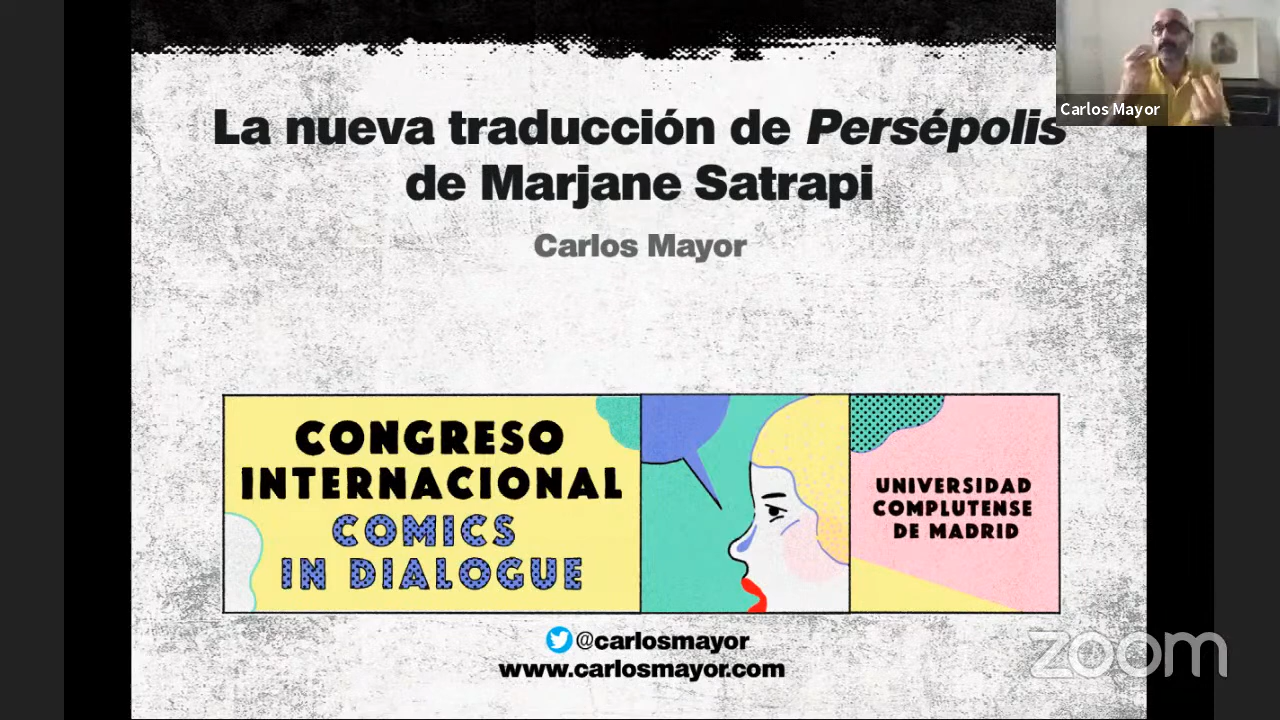 La nueva traducción de Persépolis
de Marjane Satrapi
Carlos Mayor
Carlos Mayor
CONGRESO
INTERNACIONAL
COMICS
IN DIALOGUE
UNIVERSIDAD
COMPLUTENSE
DE MADRID
@carlosmayor
www.carlosmayor.com
zoom